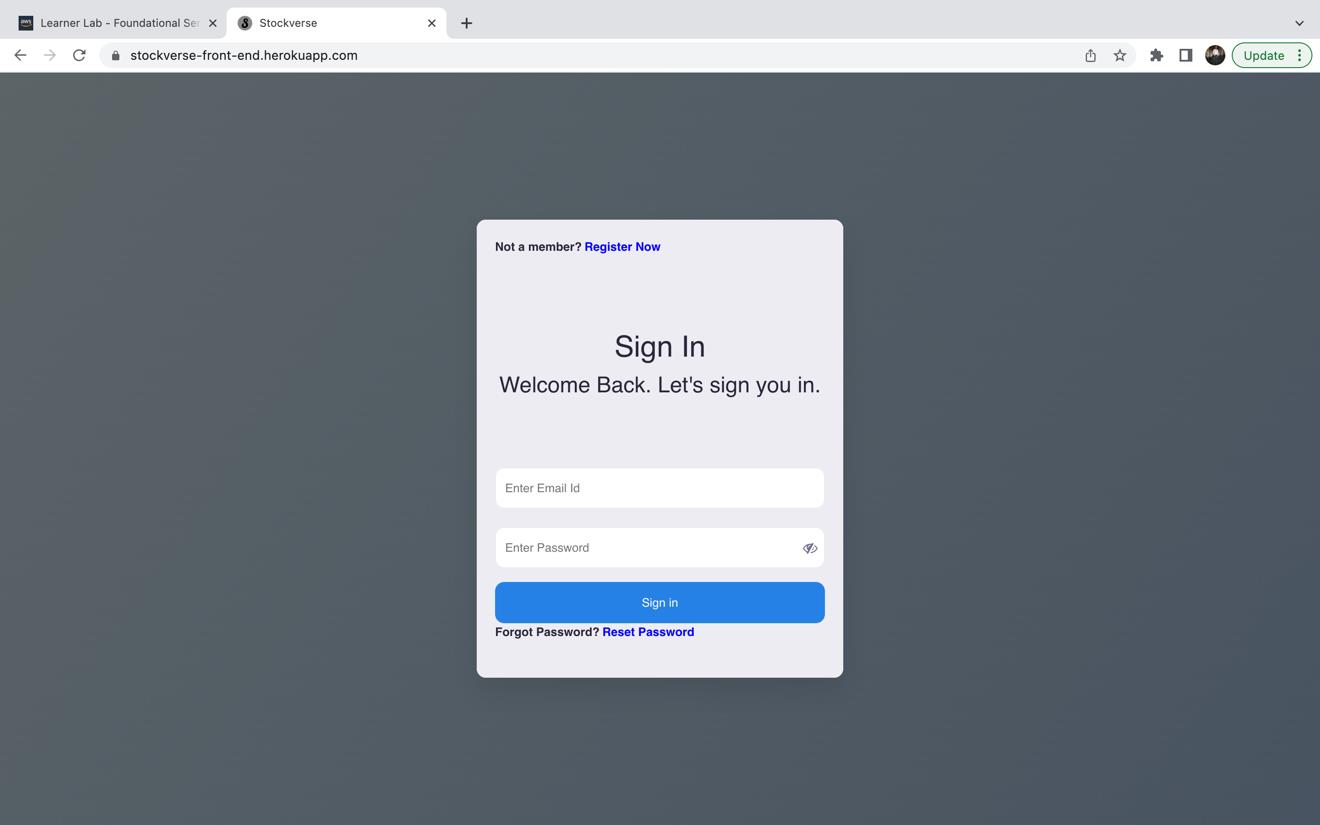 aws
Learner Lab - Foundational Ser
Stockverse
stockverse-front-end.herokuapp.com
Update
Not a member? Register Now
Sign In
Welcome Back. Let's sign you in.
Enter Email Id
Enter Password
Sign in
Forgot Password? Reset Password